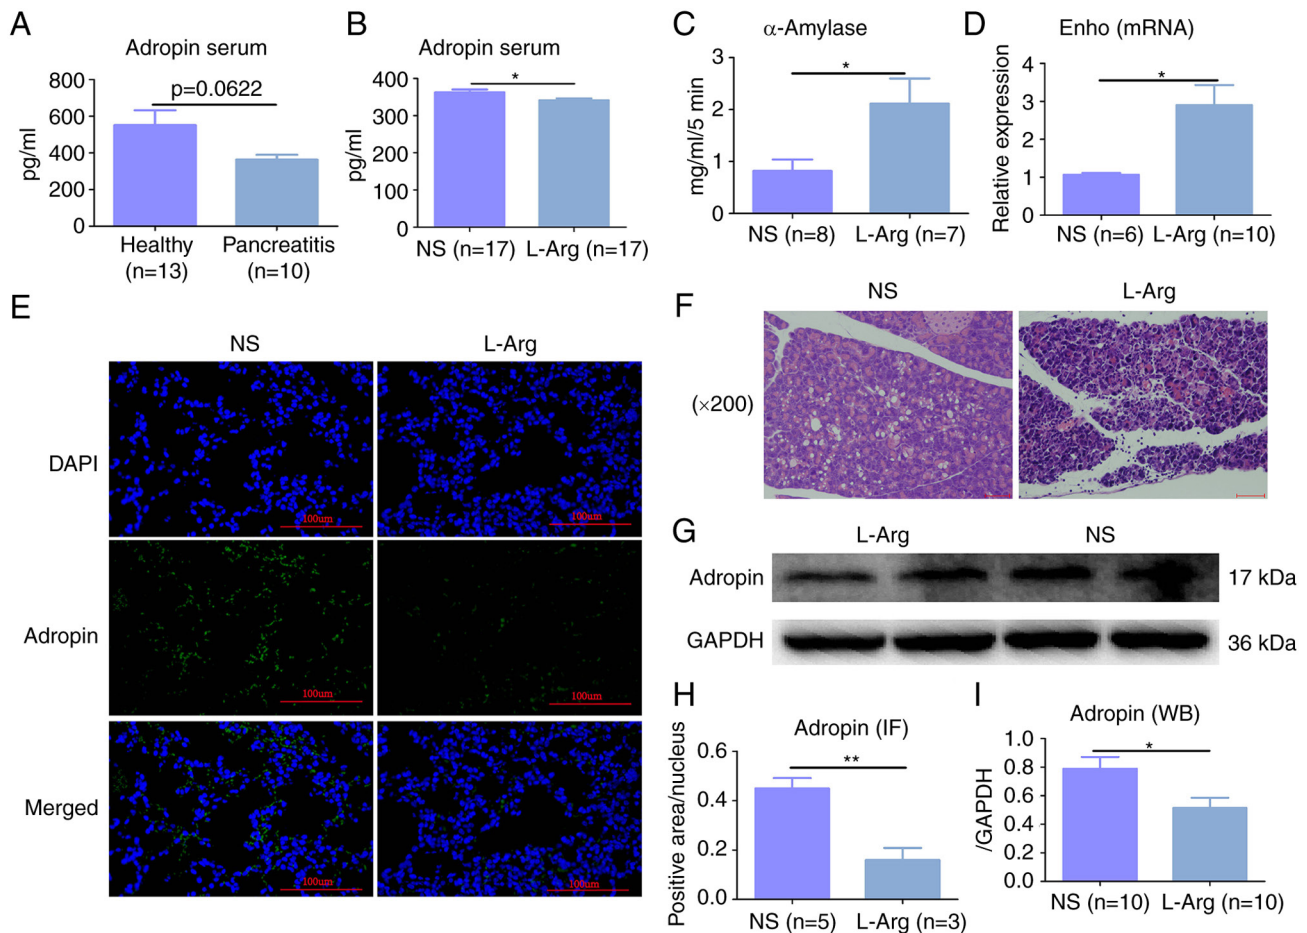 A
Adropin serum
pg/ml
800
600
400
200
0
p=0.0622
Healthy
(n=13)
Pancreatitis
(n=10)
B
Adropin serum
pg/ml
400
300
200
100
0
*
NS (n=17)
L-Arg (n=17)
C
α-Amylase
mg/ml/5 min
3
2
1
0
*
NS (n=8)
L-Arg (n=7)
D
Enho (mRNA)
Relative expression
4
3
2
1
0
*
NS (n=6)
L-Arg (n=10)
E
NS
L-Arg
DAPI
100um
100um
Adropin
100um
100um
Merged
100um
100um
F
NS
L-Arg
(×200)
G
L-Arg
NS
Adropin
17 kDa
GAPDH
36 kDa
H
Adropin (IF)
Positive area/nucleus
0.6
0.4
0.2
0.0
**
NS (n=5)
L-Arg (n=3)
I
Adropin (WB)
/GAPDH
1.0
0.8
0.6
0.4
0.2
0.0
*
NS (n=10)
L-Arg (n=10)